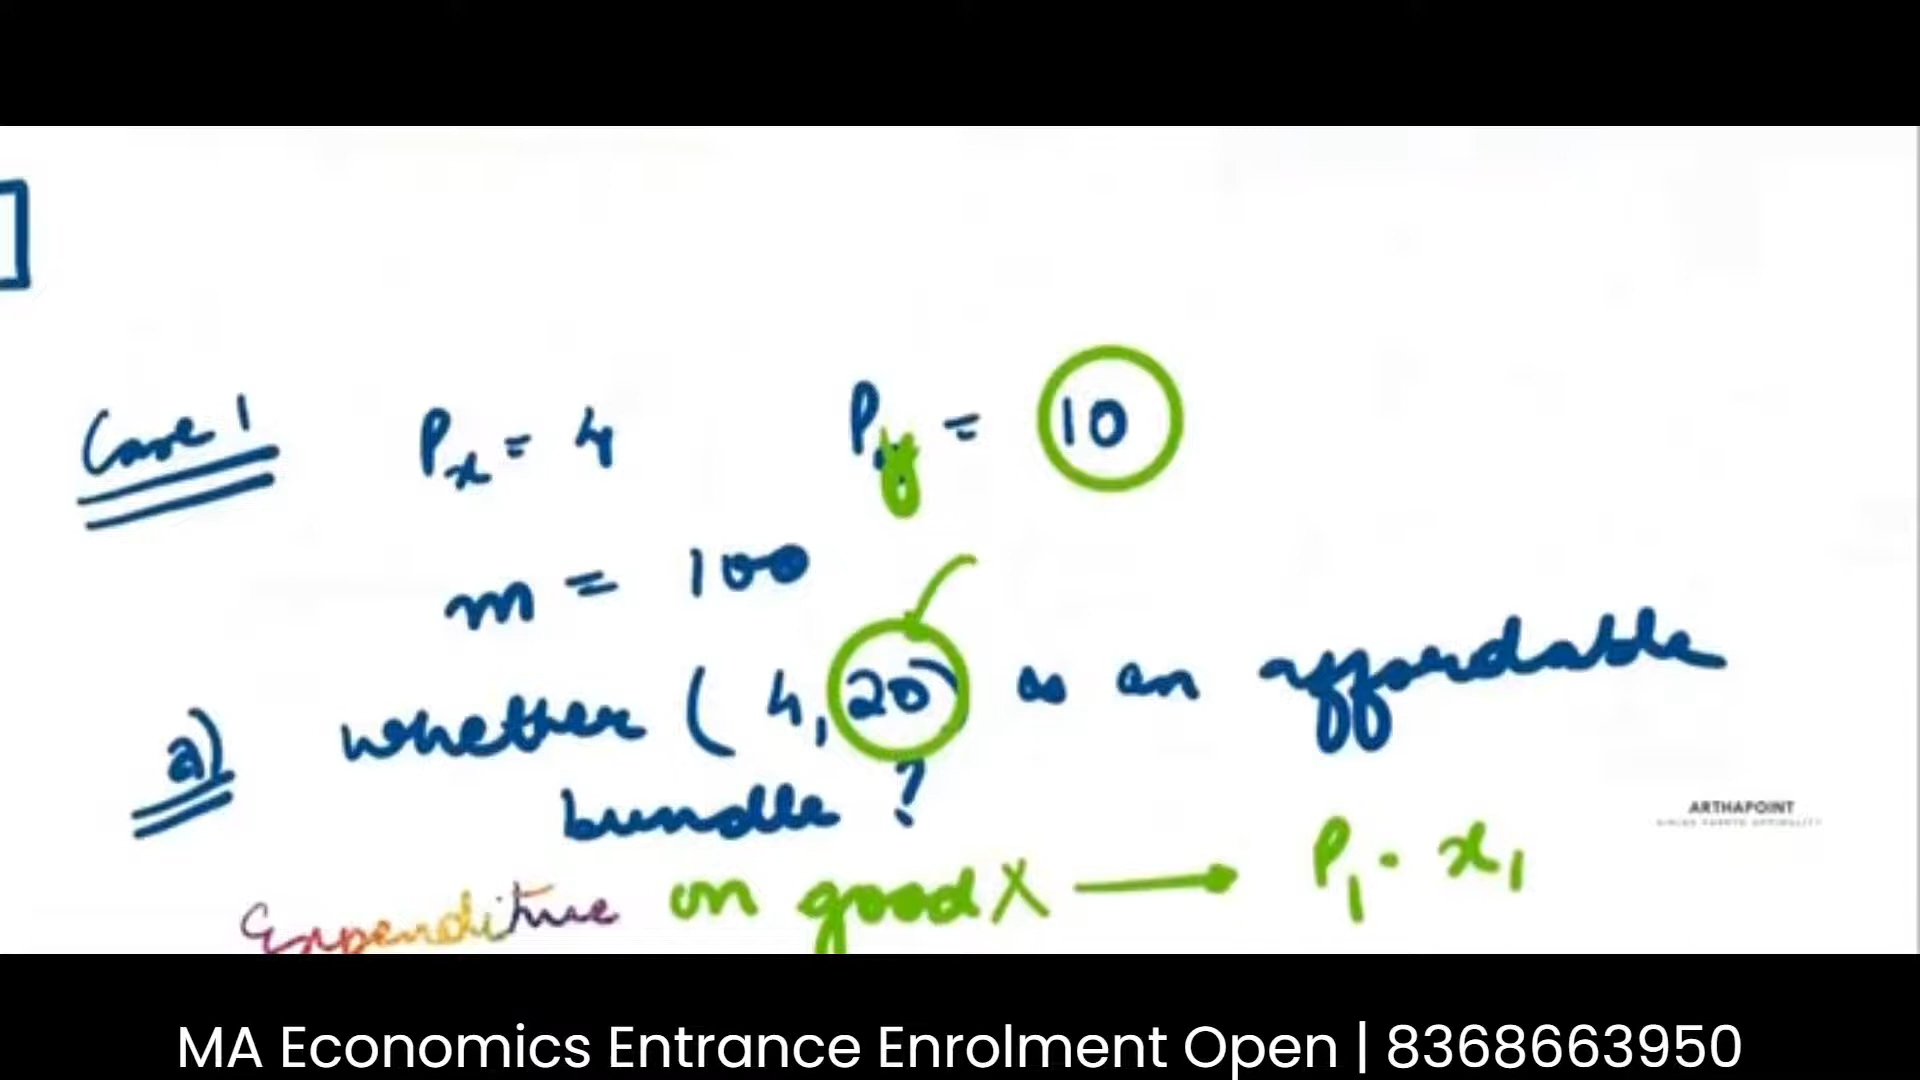 Case 1 Px = 4 Py = 10
m = 100
a) whether (4, 20) is an affordable
bundle ?
ARTHAPOINT
Expenditure on good X → P1 · x1
MA Economics Entrance Enrolment Open | 8368663950